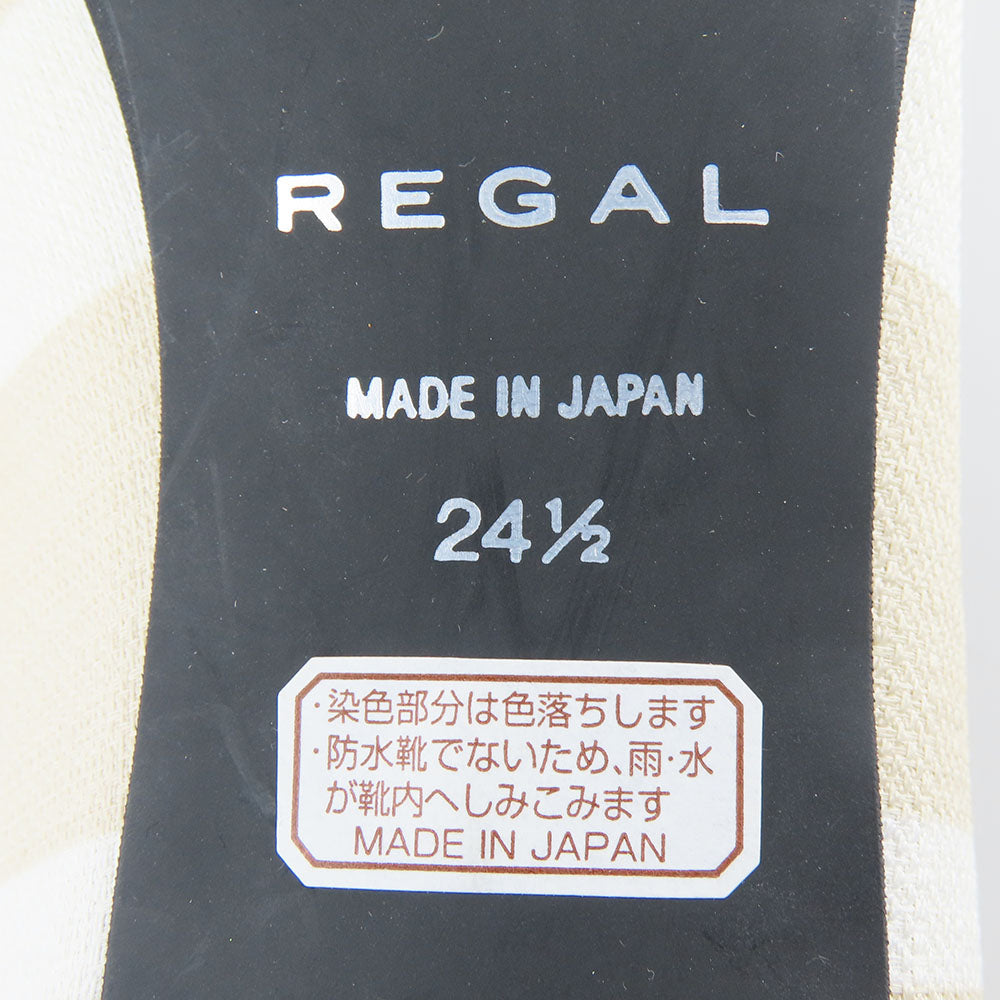 REGAL
MADE IN JAPAN
24½
・染色部分は色落ちします
・防水靴でないため、雨・水
が靴内へしみこみます
MADE IN JAPAN